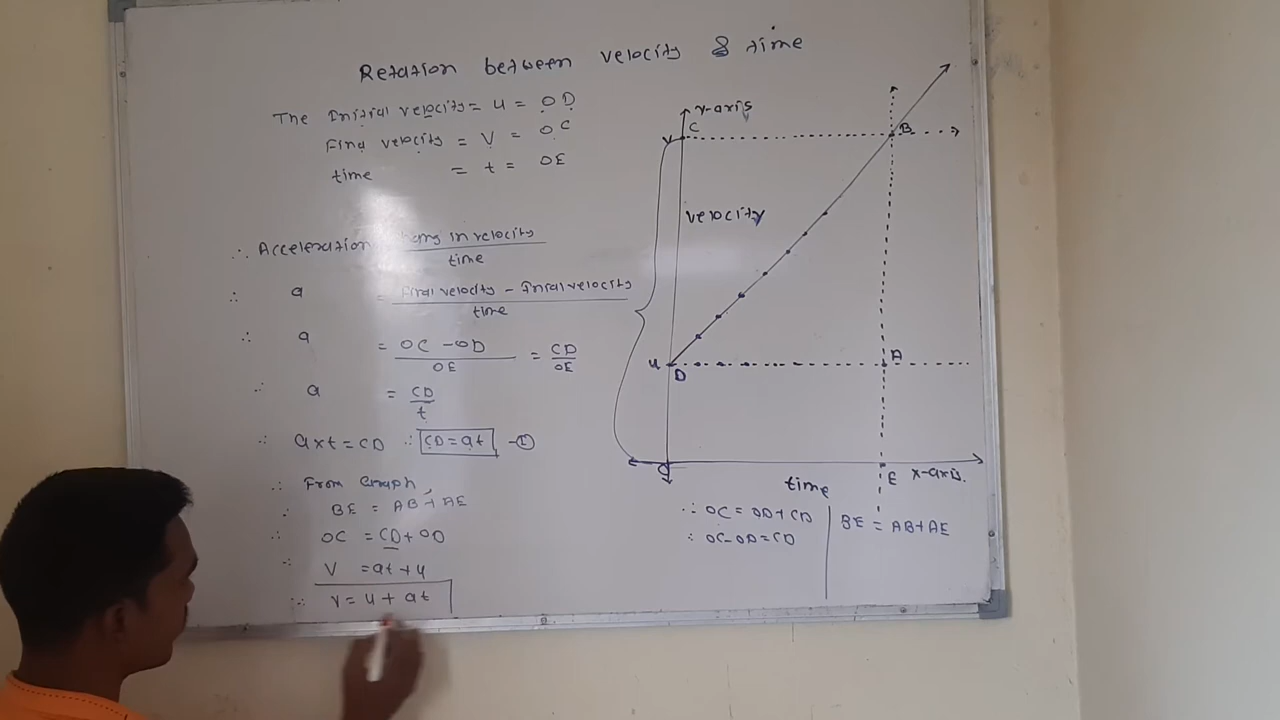 Relation between velocity & time
The Initial velocity = u = OD
Final velocity = V = OC
time = t = OE
∴ Acceleration in velocity / time
∴ a = Final velocity - Initial velocity / time
∴ a = OC - OD / OE = CD / OE
∴ a = CD / t
∴ a x t = CD ∴ CD = at - ①
∴ From Graph,
∴ BE = AB + AE
∴ OC = CD + OD
∴ V = at + u
∴ V = u + at
Y-axis
V C B
velocity
u D A
O E X-axis.
time
∴ OC = OD + CD
∴ OC - OD = CD
BE = AB + AE